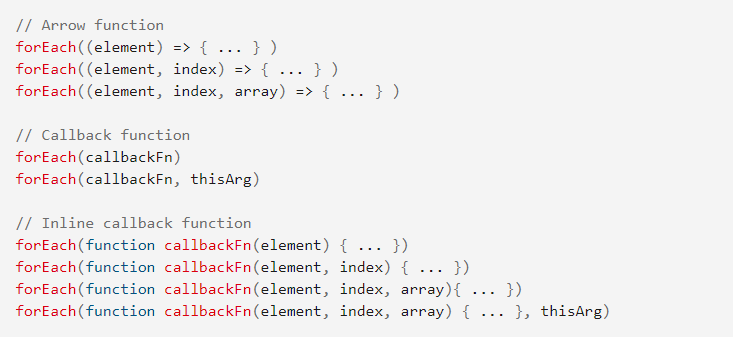 // Arrow function
forEach((element) => { ... } )
forEach((element, index) => { ... } )
forEach((element, index, array) => { ... } )
// Callback function
forEach(callbackFn)
forEach(callbackFn, thisArg)
// Inline callback function
forEach(function callbackFn(element) { ... })
forEach(function callbackFn(element, index) { ... })
forEach(function callbackFn(element, index, array){ ... })
forEach(function callbackFn(element, index, array) { ... }, thisArg)